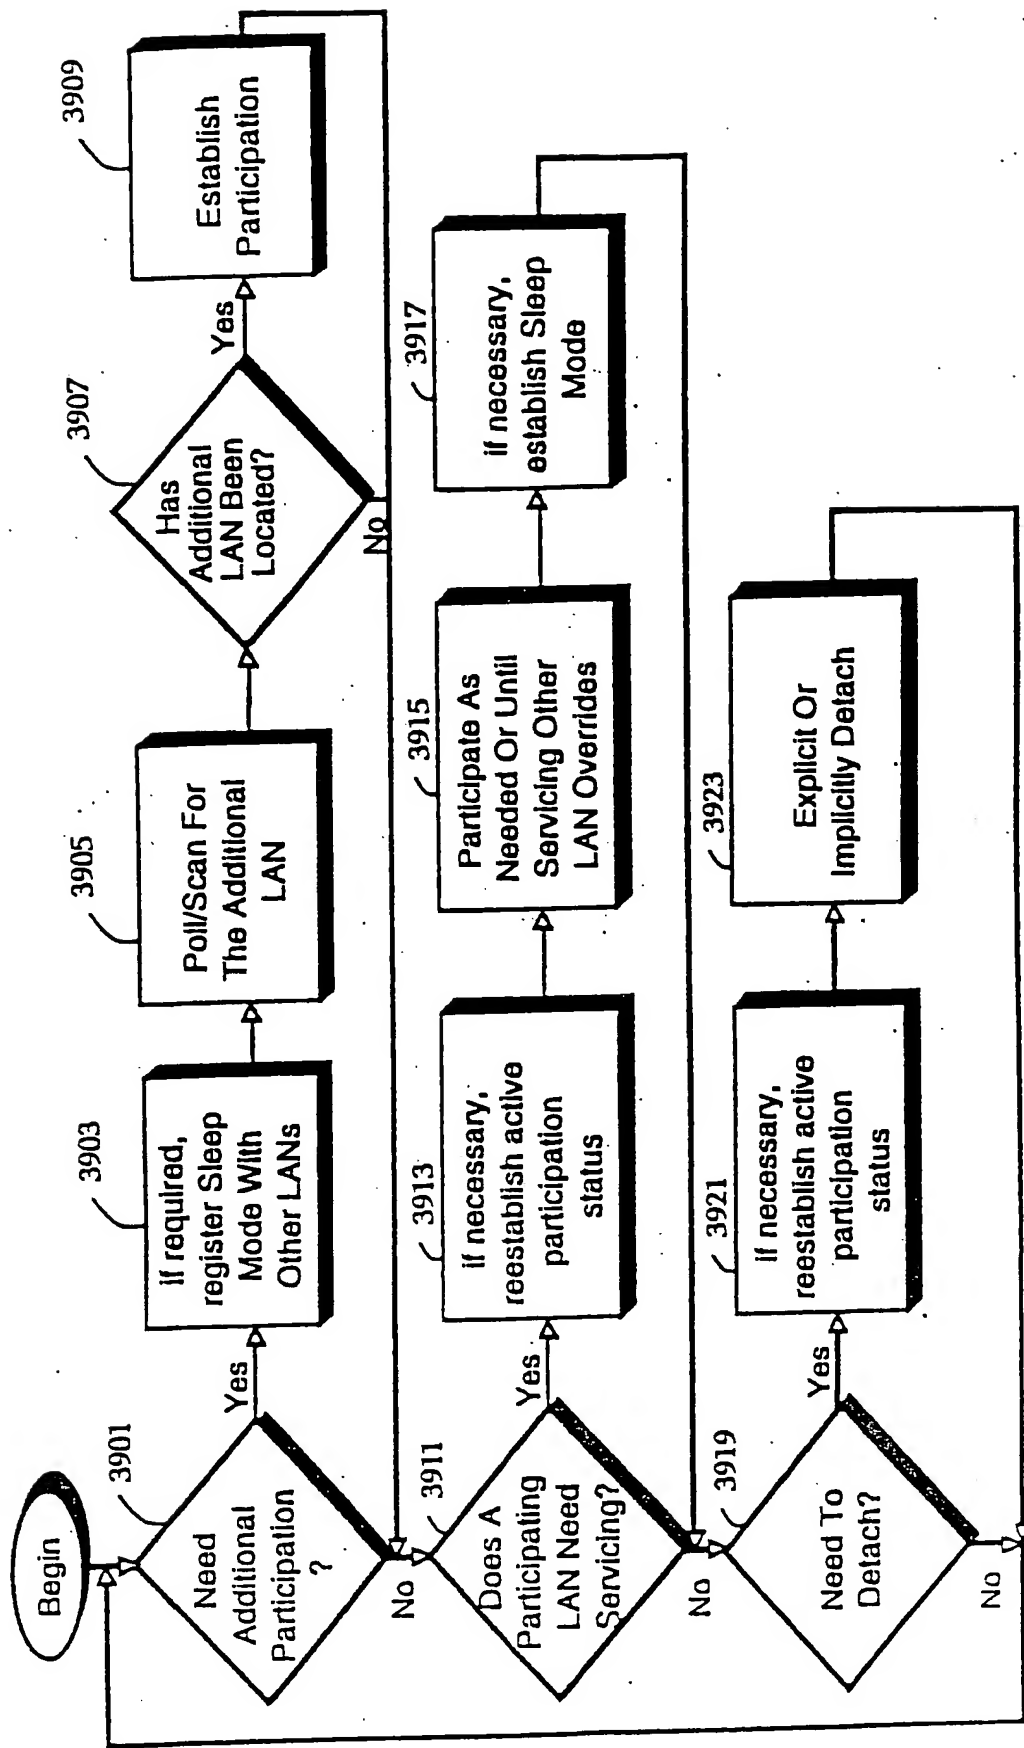 Begin
3901
Need
Additional
Participation
?
Yes
No
3903
If required,
register Sleep
Mode With
Other LANs
3905
Poll/Scan For
The Additional
LAN
3907
Has
Additional
LAN Been
Located?
Yes
No
3909
Establish
Participation
3911
Does A
Participating
LAN Need
Servicing?
Yes
No
3913
If necessary,
reestablish active
participation
status
3915
Participate As
Needed Or Until
Servicing Other
LAN Overrides
3917
If necessary,
establish Sleep
Mode
3919
Need To
Detach?
Yes
No
3921
If necessary,
reestablish active
participation
status
3923
Explicit Or
Implicitly Detach